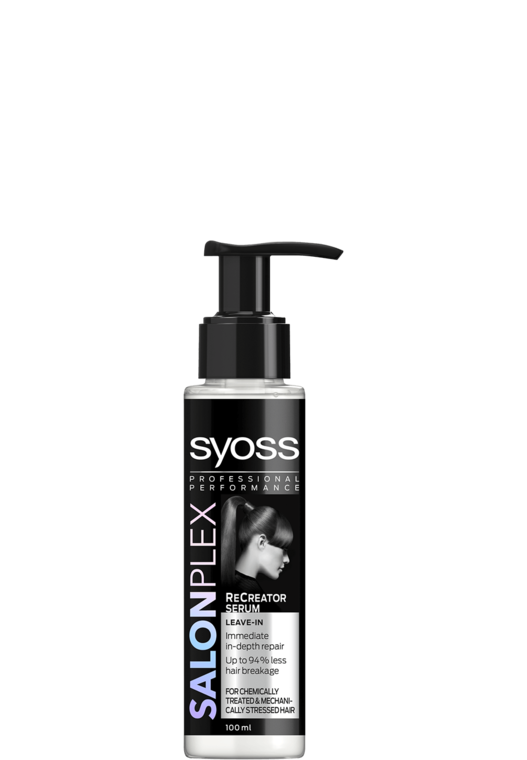 syoss
PROFESSIONAL
PERFORMANCE
SALONPLEX
RECREATOR
SERUM
LEAVE-IN
Immediate
in-depth repair
Up to 94% less
hair breakage
FOR CHEMICALLY
TREATED & MECHANI-
CALLY STRESSED HAIR
100 ml